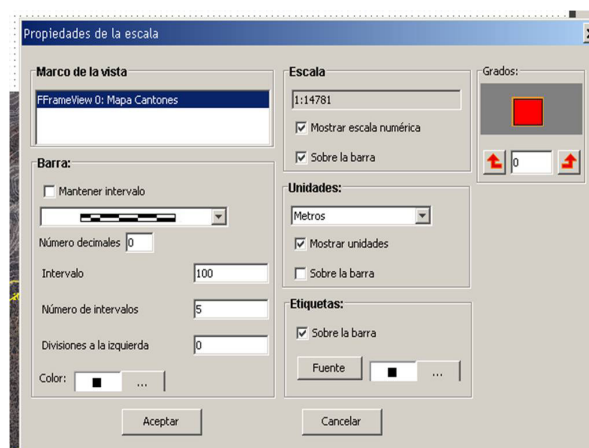 Propiedades de la escala
Marco de la vista
FFrameView 0: Mapa Cantones
Barra:
Mantener intervalo
Número decimales 0
Intervalo 100
Número de intervalos 5
Divisiones a la izquierda 0
Color: ...
Escala
1:14781
Mostrar escala numérica
Sobre la barra
Unidades:
Metros
Mostrar unidades
Sobre la barra
Etiquetas:
Sobre la barra
Fuente ...
Grados:
0
Aceptar
Cancelar